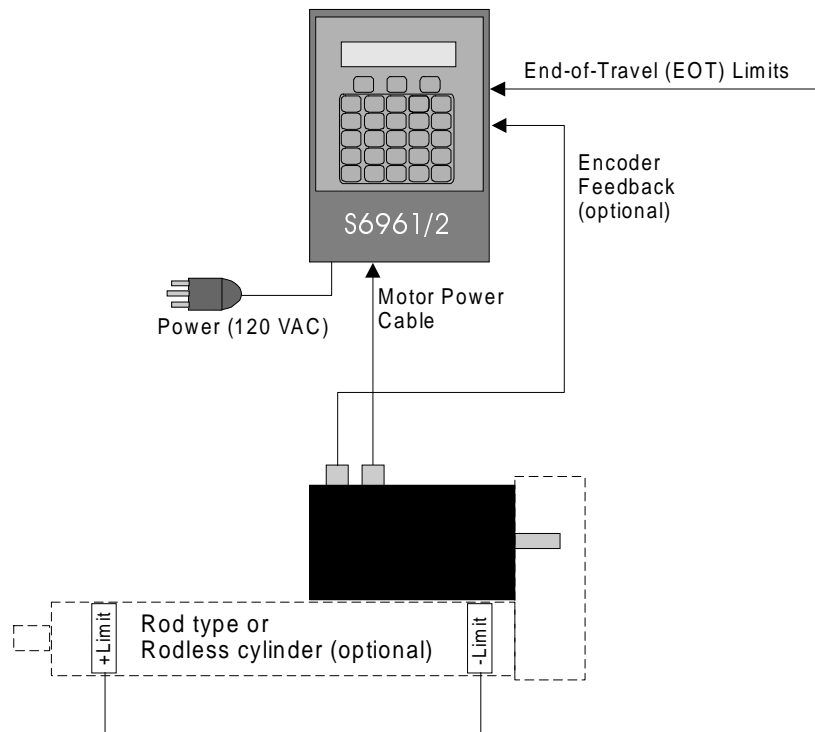 End-of-Travel (EOT) Limits
Encoder
Feedback
(optional)
S6961/2
Motor Power
Cable
Power (120 VAC)
+Limit
Rod type or
Rodless cylinder (optional)
-Limit